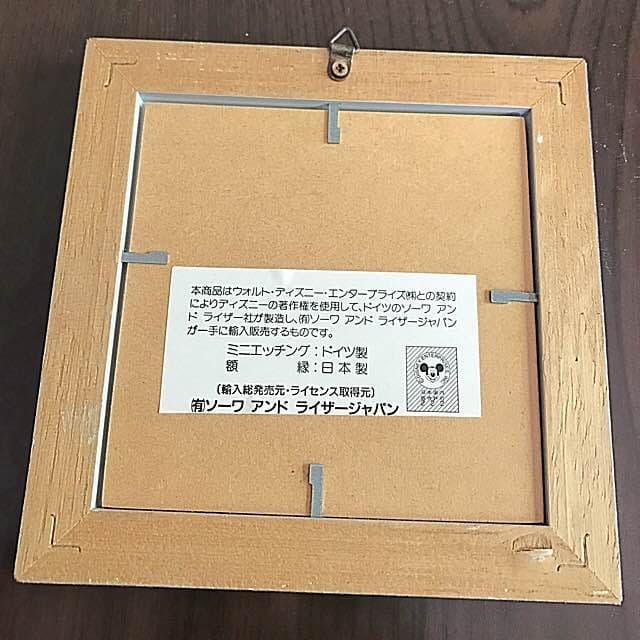 本商品はウォルト・ディズニー・エンタープライズ㈱との契約
によりディズニーの著作権を使用して、ドイツのソーワ アン
ド ライザー社が製造し、㈲ソーワ アンド ライザージャパン
が一手に輸入販売するものです。
ミニエッチング：ドイツ製
額 縁：日本製
（輸入総発売元・ライセンス取得元）
㈲ソーワ アンド ライザージャパン